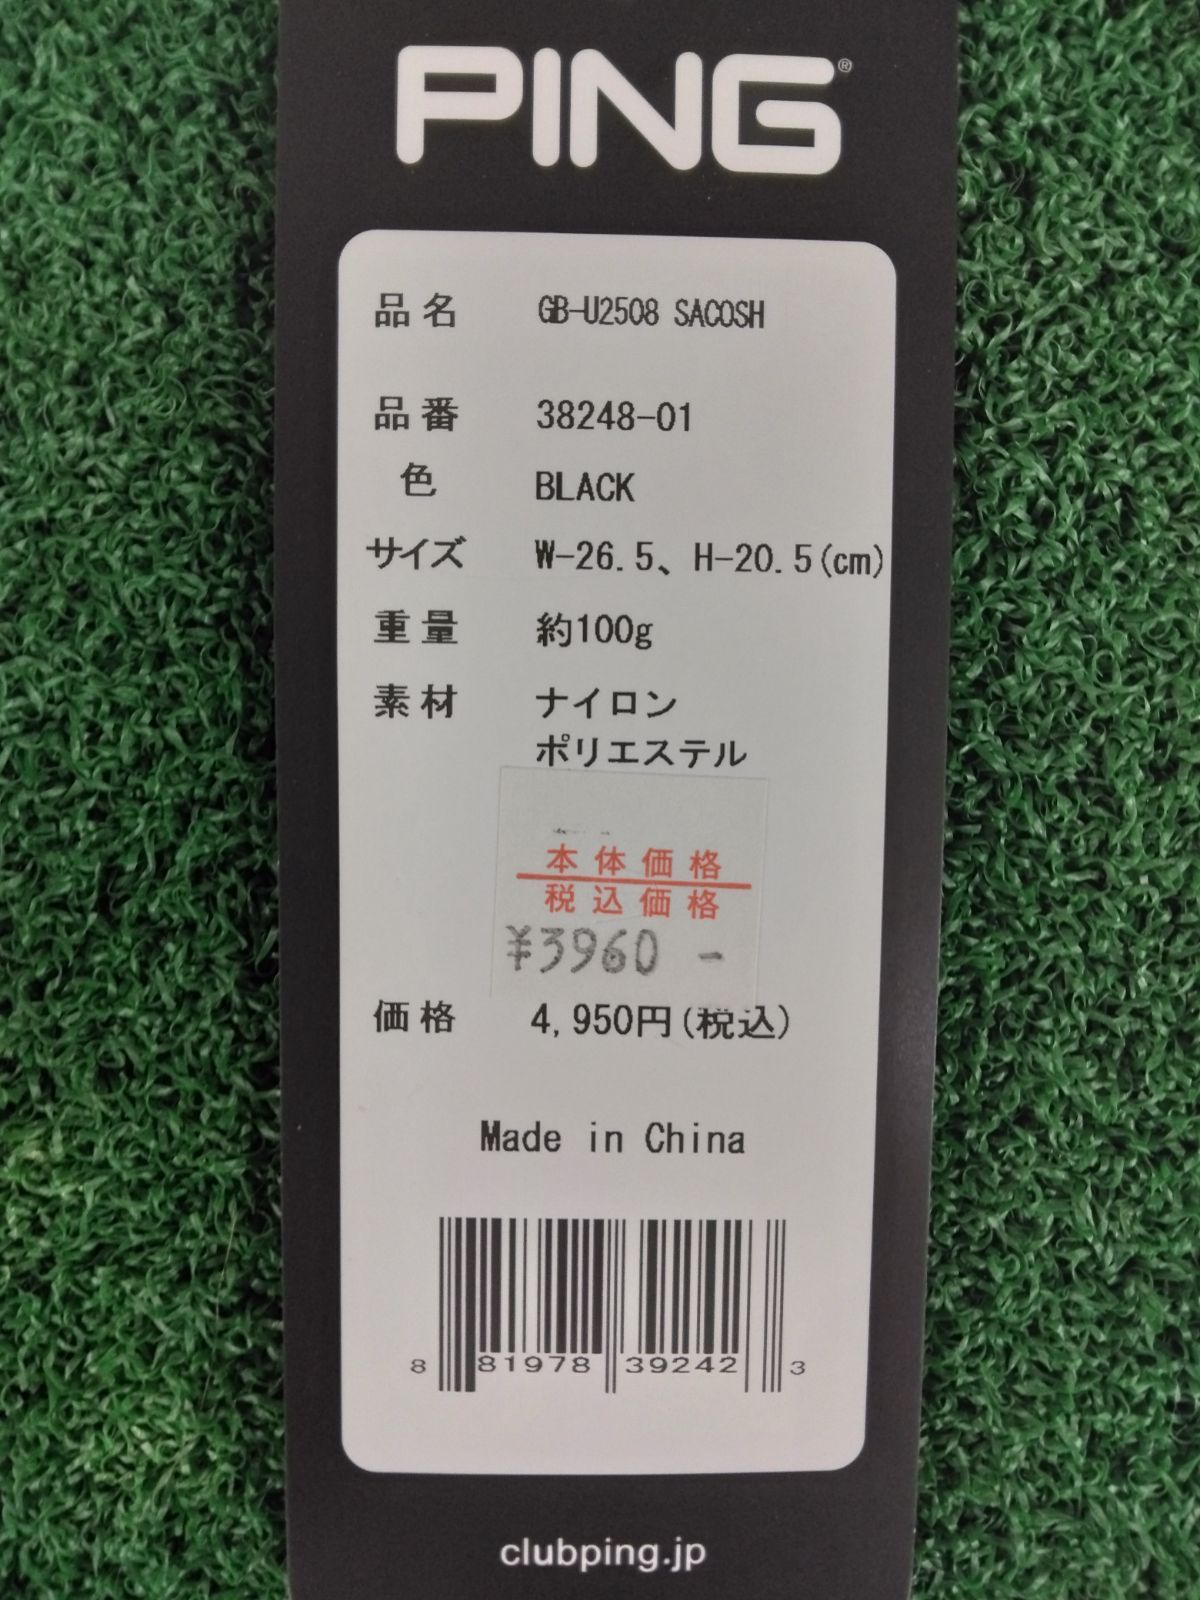 PING®
品名 GB-U2508 SACOSH
品番 38248-01
色 BLACK
サイズ W-26.5、H-20.5(cm)
重量 約100g
素材 ナイロン
ポリエステル
本体価格
税込価格
¥3960 -
価格 4,950円(税込)
Made in China
8 81978 39242 3
clubping.jp